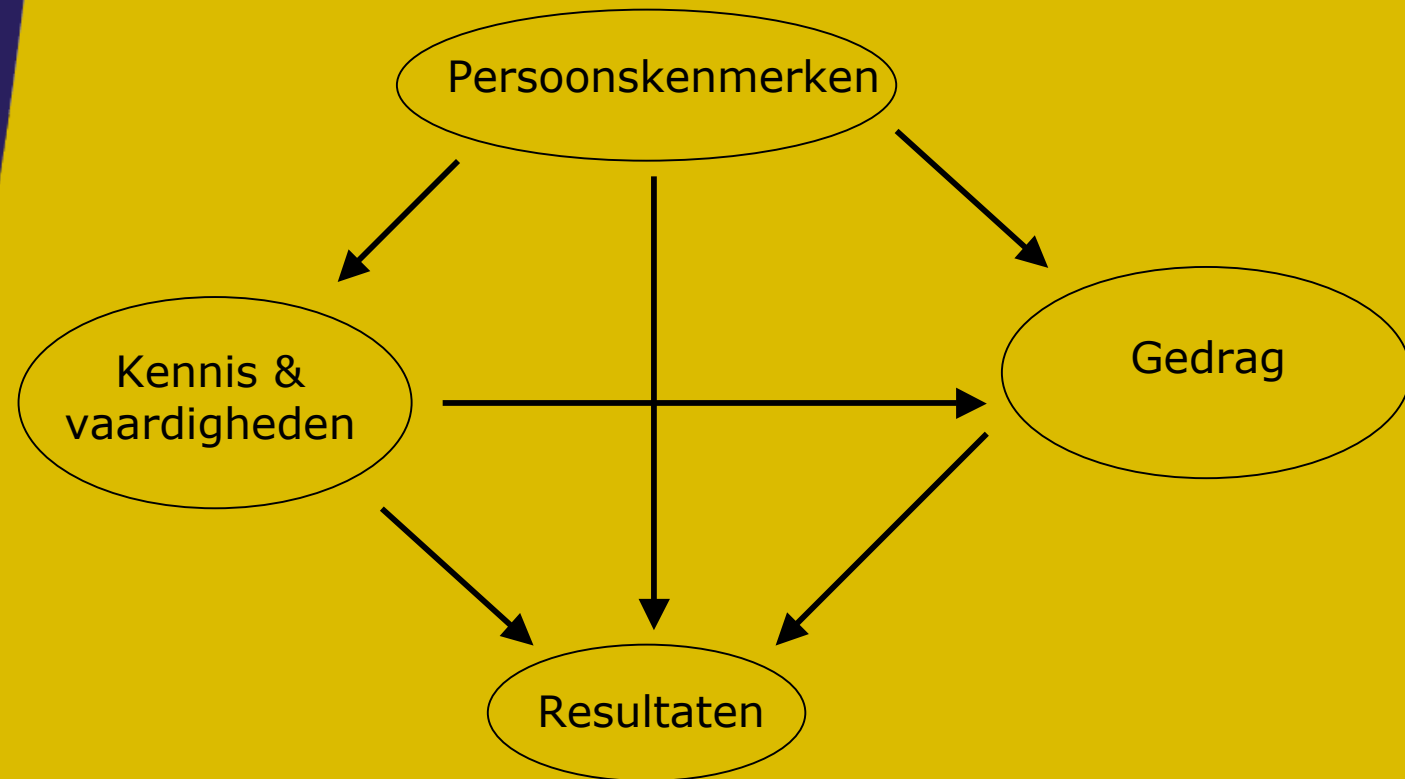 Persoonskenmerken
Kennis &
vaardigheden
Gedrag
Resultaten